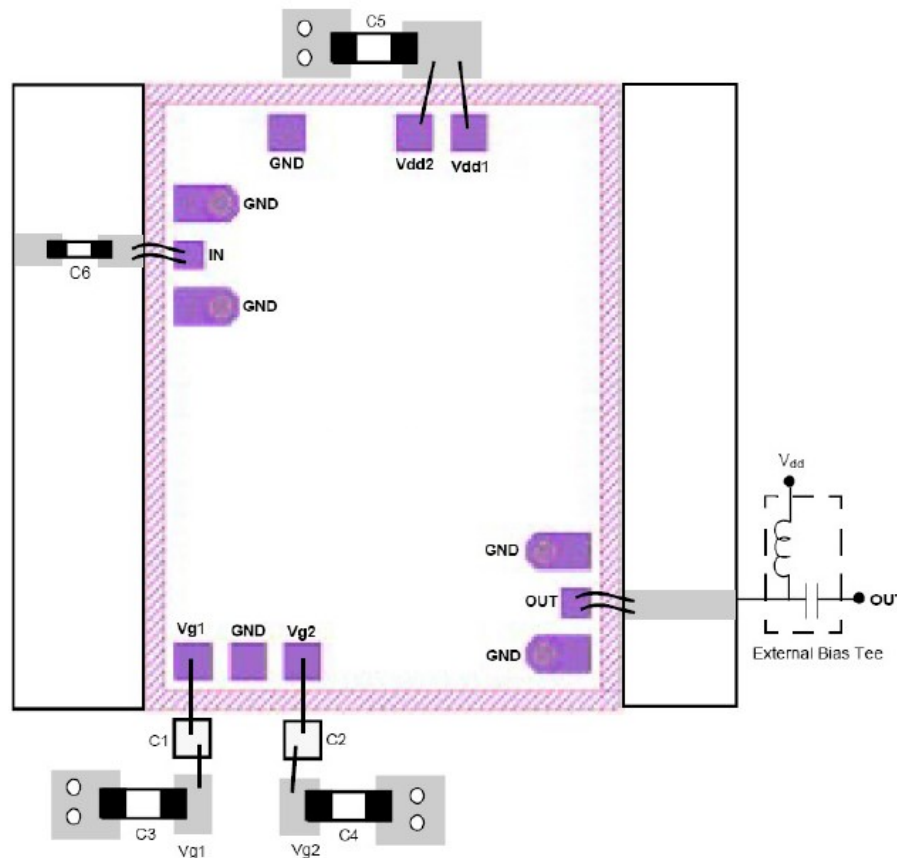 C5
GND
Vdd2
Vdd1
GND
IN
C6
GND
Vdd
GND
OUT
OUT
External Bias Tee
GND
Vg1
GND
Vg2
C1
C2
C3
C4
Vg1
Vg2